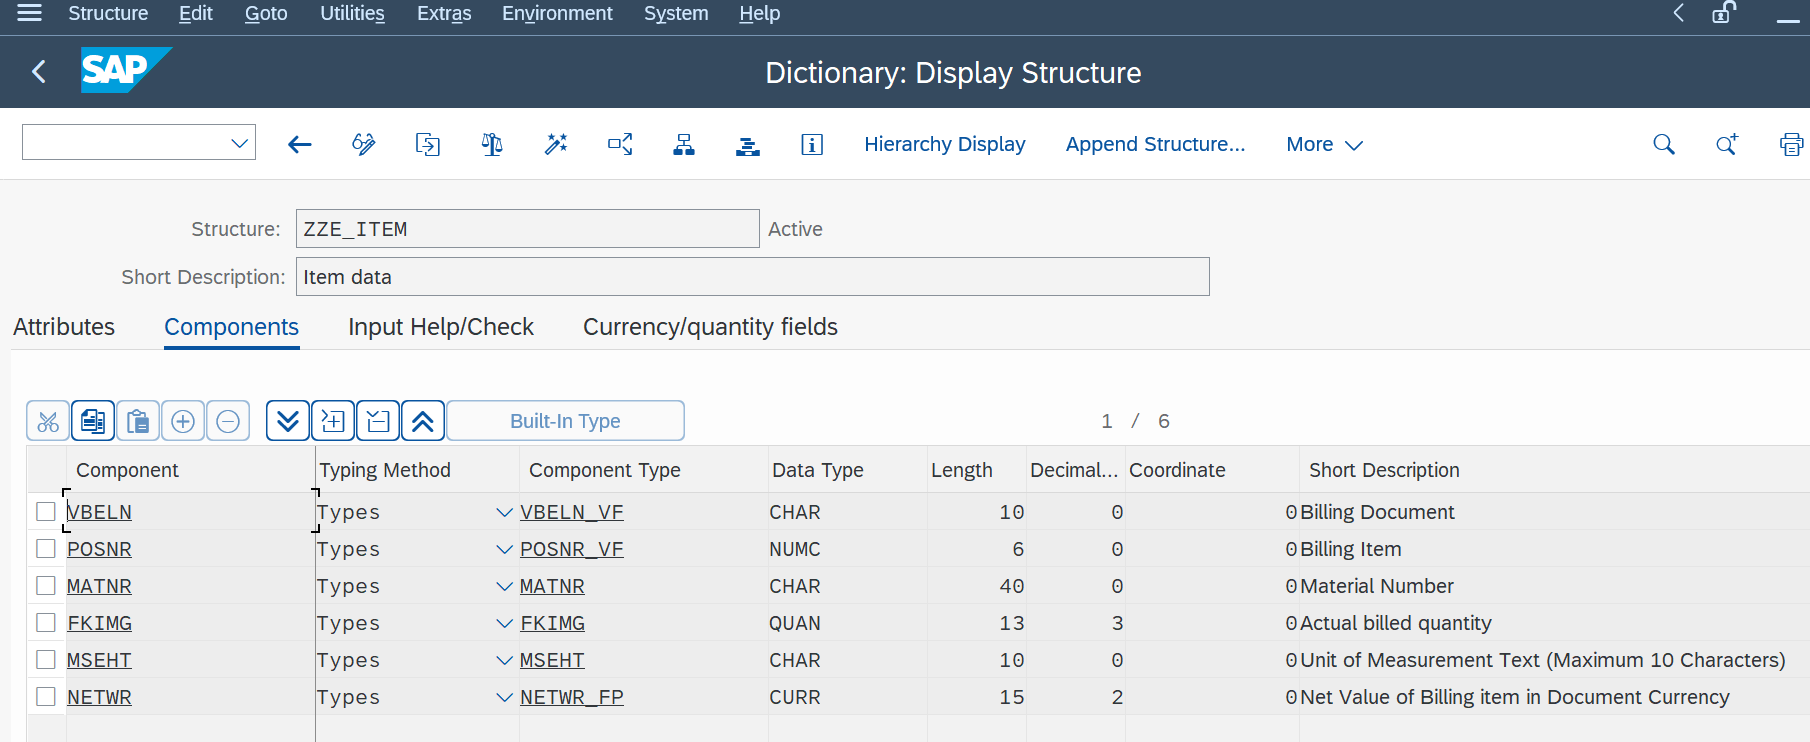 Structure Edit Goto Utilities Extras Environment System Help
SAP
Dictionary: Display Structure
Hierarchy Display Append Structure... More
Structure: ZZE_ITEM Active
Short Description: Item data
Attributes Components Input Help/Check Currency/quantity fields
Built-In Type 1 / 6
Component Typing Method Component Type Data Type Length Decimal... Coordinate Short Description
VBELN Types VBELN_VF CHAR 10 0 0 Billing Document
POSNR Types POSNR_VF NUMC 6 0 0 Billing Item
MATNR Types MATNR CHAR 40 0 0 Material Number
FKIMG Types FKIMG QUAN 13 3 0 Actual billed quantity
MSEHT Types MSEHT CHAR 10 0 0 Unit of Measurement Text (Maximum 10 Characters)
NETWR Types NETWR_FP CURR 15 2 0 Net Value of Billing item in Document Currency